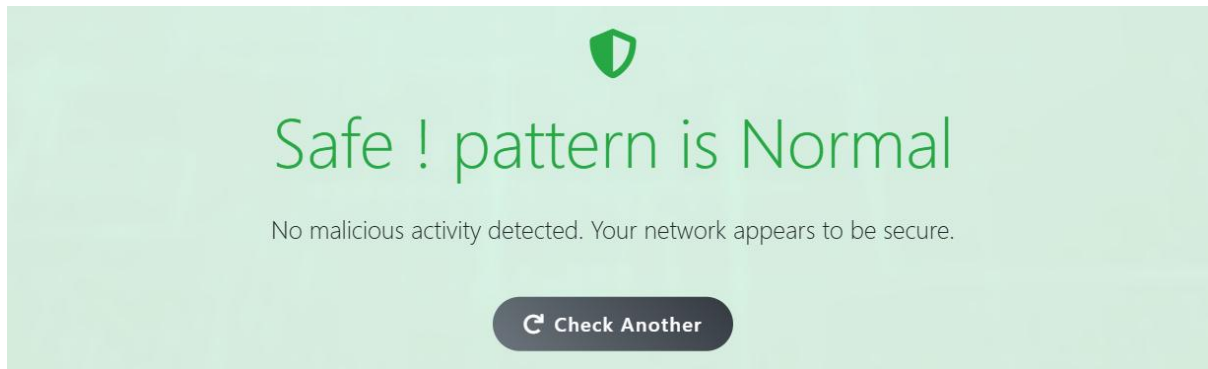 Safe ! pattern is Normal
No malicious activity detected. Your network appears to be secure.
Check Another